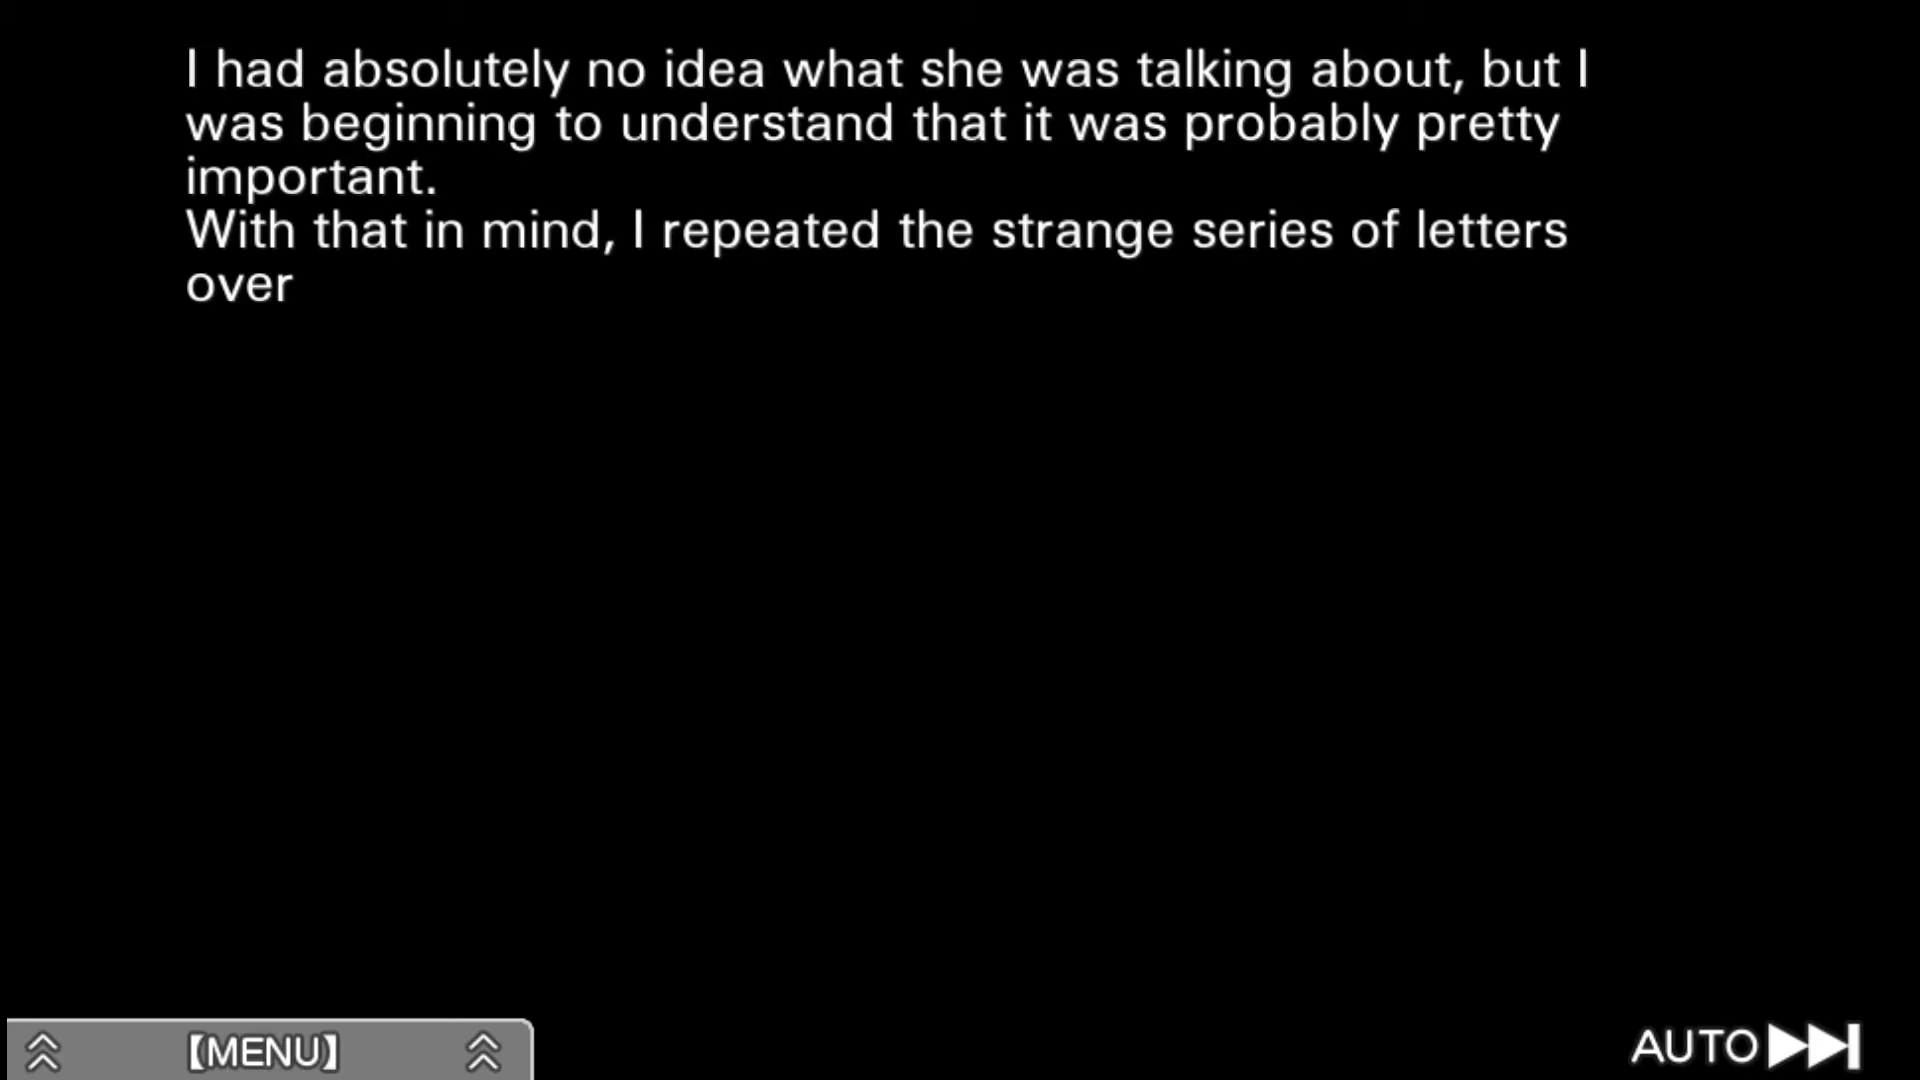 I had absolutely no idea what she was talking about, but I
was beginning to understand that it was probably pretty
important.
With that in mind, I repeated the strange series of letters
over
【MENU】
AUTO